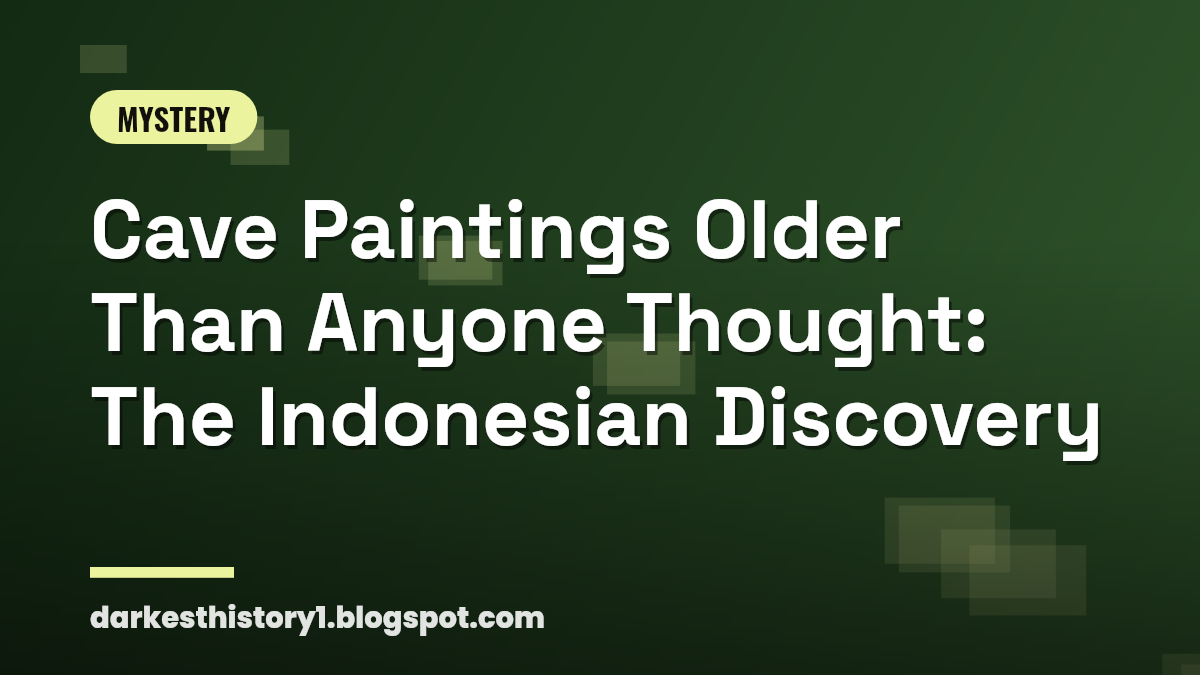 MYSTERY
Cave Paintings Older
Than Anyone Thought:
The Indonesian Discovery
darkesthistory1.blogspot.com